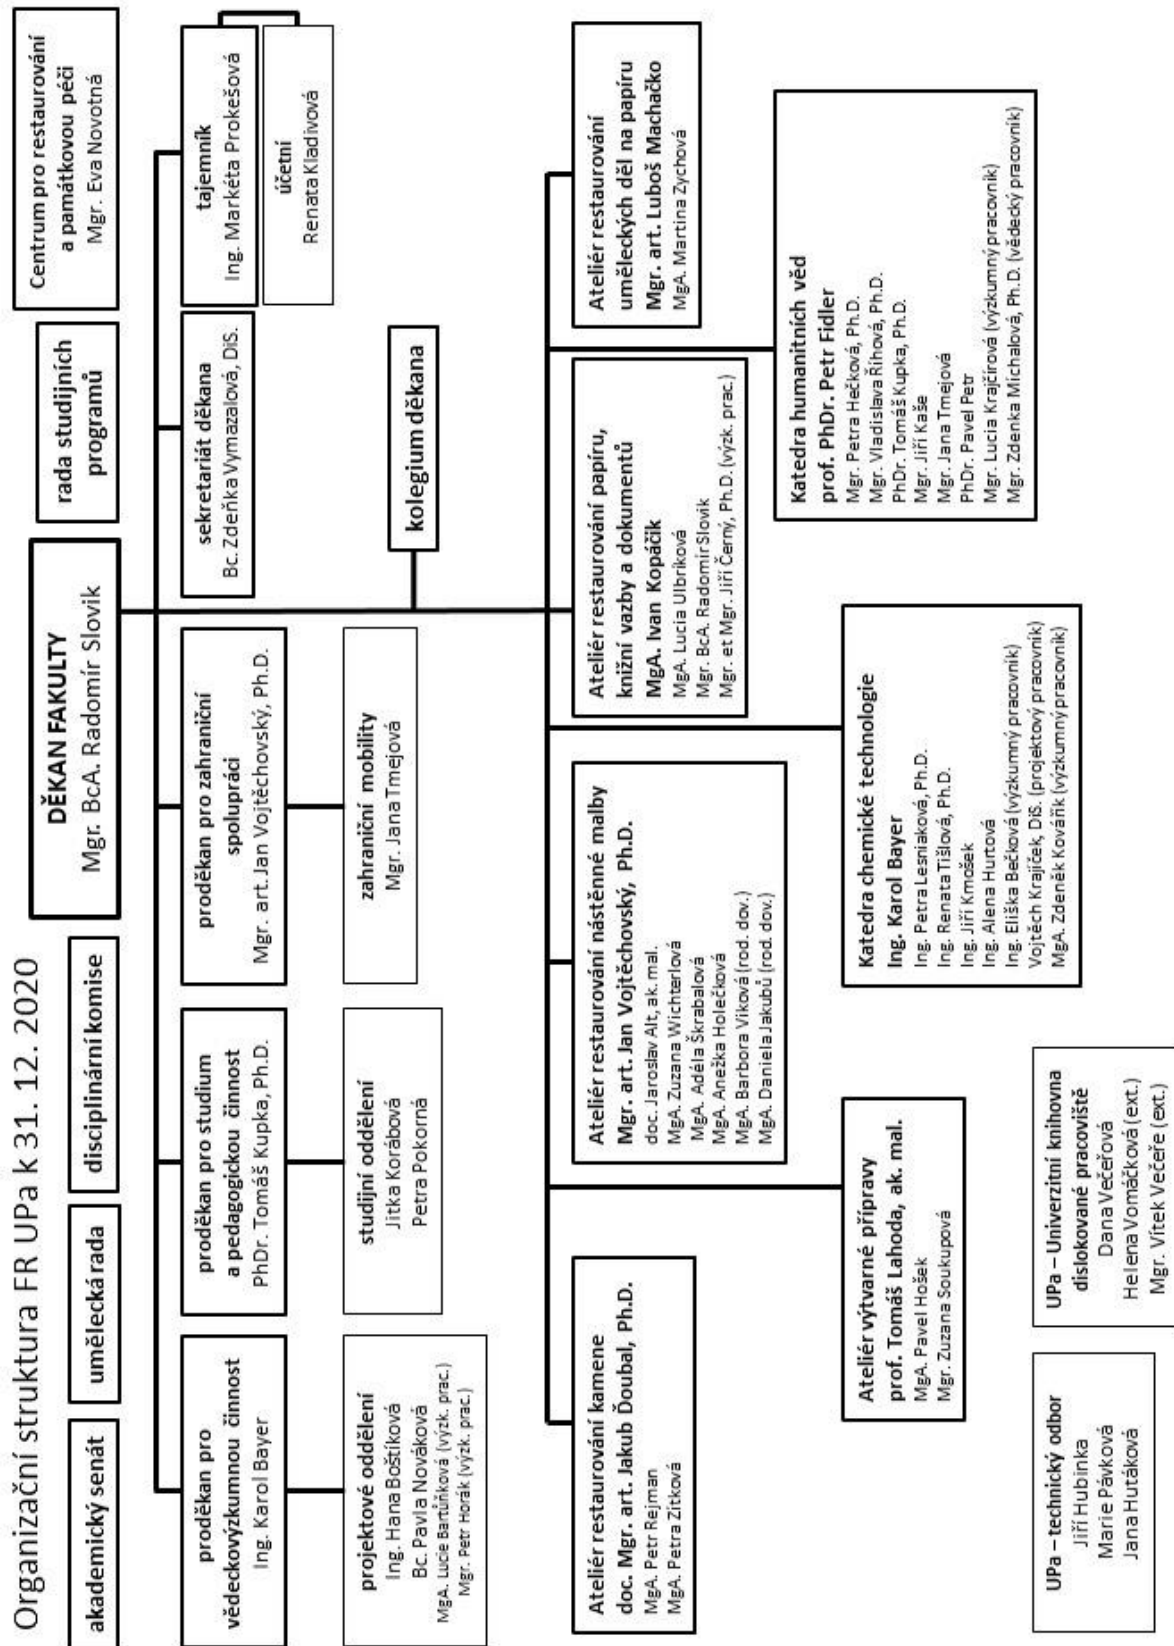 Organizační struktura FR UPa k 31. 12. 2020
akademický senát
umělecká rada
disciplinární komise
DĚKAN FAKULTY
Mgr. BcA. Radomír Slovik
rada studijních
programů
Centrum pro restaurování
a památkovou péči
Mgr. Eva Novotná
proděkan pro
vědeckovýzkumnou činnost
Ing. Karol Bayer
proděkan pro studium
a pedagogickou činnost
PhDr. Tomáš Kupka, Ph.D.
proděkan pro zahraniční
spolupráci
Mgr. art. Jan Vojtěchovský, Ph.D.
sekretariát děkana
Bc. Zdeňka Vymazalová, DiS.
tajemník
Ing. Markéta Prokešová
účetní
Renata Kladivová
projektové oddělení
Ing. Hana Boštíková
Bc. Pavla Nováková
MgA. Lucie Bartůňková (výzk. prac.)
Mgr. Petr Horák (výzk. prac.)
studijní oddělení
Jitka Korábová
Petra Pokorná
zahraniční mobility
Mgr. Jana Tmejová
kolegium děkana
Ateliér restaurování kamene
doc. Mgr. art. Jakub Ďoubal, Ph.D.
MgA. Petr Rejman
MgA. Petra Zítková
Ateliér restaurování nástěnné malby
Mgr. art. Jan Vojtěchovský, Ph.D.
doc. Jaroslav Alt, ak. mal.
MgA. Zuzana Wichterlová
MgA. Adéla Škrabalová
MgA. Anežka Holečková
MgA. Barbora Viková (rod. dov.)
MgA. Daniela Jakubů (rod. dov.)
Ateliér restaurování papíru,
knižní vazby a dokumentů
MgA. Ivan Kopáčik
MgA. Lucia Ulbriková
Mgr. BcA. Radomír Slovik
Mgr. et Mgr. Jiří Černý, Ph.D. (výzk. prac.)
Ateliér restaurování
uměleckých děl na papíru
Mgr. art. Luboš Machačko
MgA. Martina Zychová
Ateliér výtvarné přípravy
prof. Tomáš Lahoda, ak. mal.
MgA. Pavel Hošek
Mgr. Zuzana Soukupová
Katedra chemické technologie
Ing. Karol Bayer
Ing. Petra Lesniaková, Ph.D.
Ing. Renata Tišlová, Ph.D.
Ing. Jiří Kmošek
Ing. Alena Hurtová
Ing. Eliška Bečková (výzkumný pracovník)
Vojtěch Krajíček, DiS. (projektový pracovník)
MgA. Zdeněk Kovářík (výzkumný pracovník)
Katedra humanitních věd
prof. PhDr. Petr Fidler
Mgr. Petra Hečková, Ph.D.
Mgr. Vladislava Říhová, Ph.D.
PhDr. Tomáš Kupka, Ph.D.
Mgr. Jiří Kaše
Mgr. Jana Tmejová
PhDr. Pavel Petr
Mgr. Lucia Krajčírová (výzkumný pracovník)
Mgr. Zdenka Míchalová, Ph.D. (vědecký pracovník)
UPa – technický odbor
Jiří Hubinka
Marie Pávková
Jana Hutáková
UPa – Univerzitní knihovna
dislokované pracoviště
Dana Večeřová
Helena Vomáčková (ext.)
Mgr. Vítek Večeře (ext.)